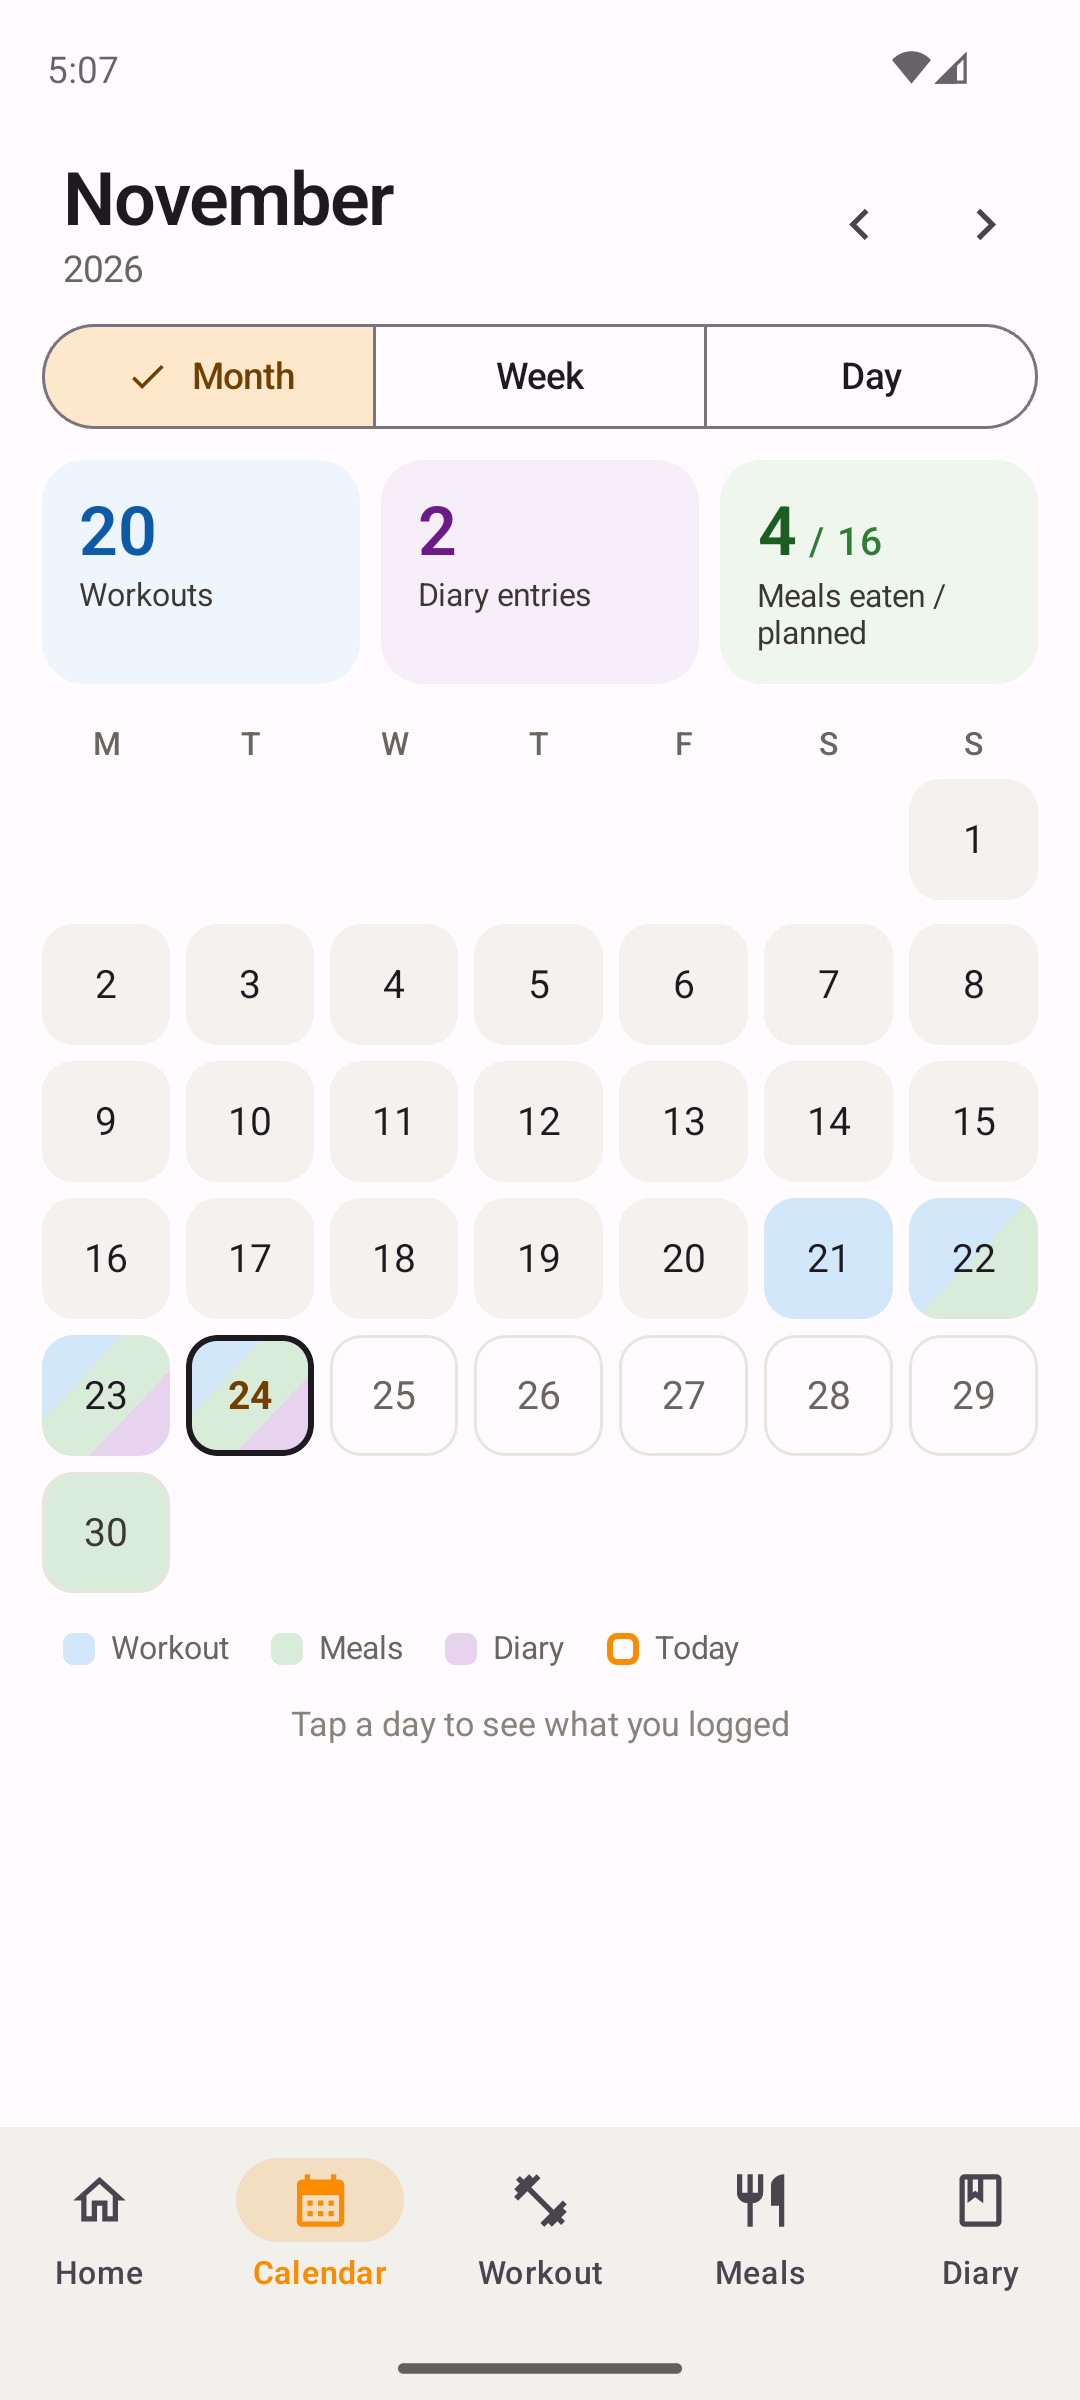 5:07
November
2026
Month
Week
Day
20
Workouts
2
Diary entries
4 / 16
Meals eaten /
planned
M T W T F S S
1
2 3 4 5 6 7 8
9 10 11 12 13 14 15
16 17 18 19 20 21 22
23 24 25 26 27 28 29
30
Workout Meals Diary Today
Tap a day to see what you logged
Home Calendar Workout Meals Diary